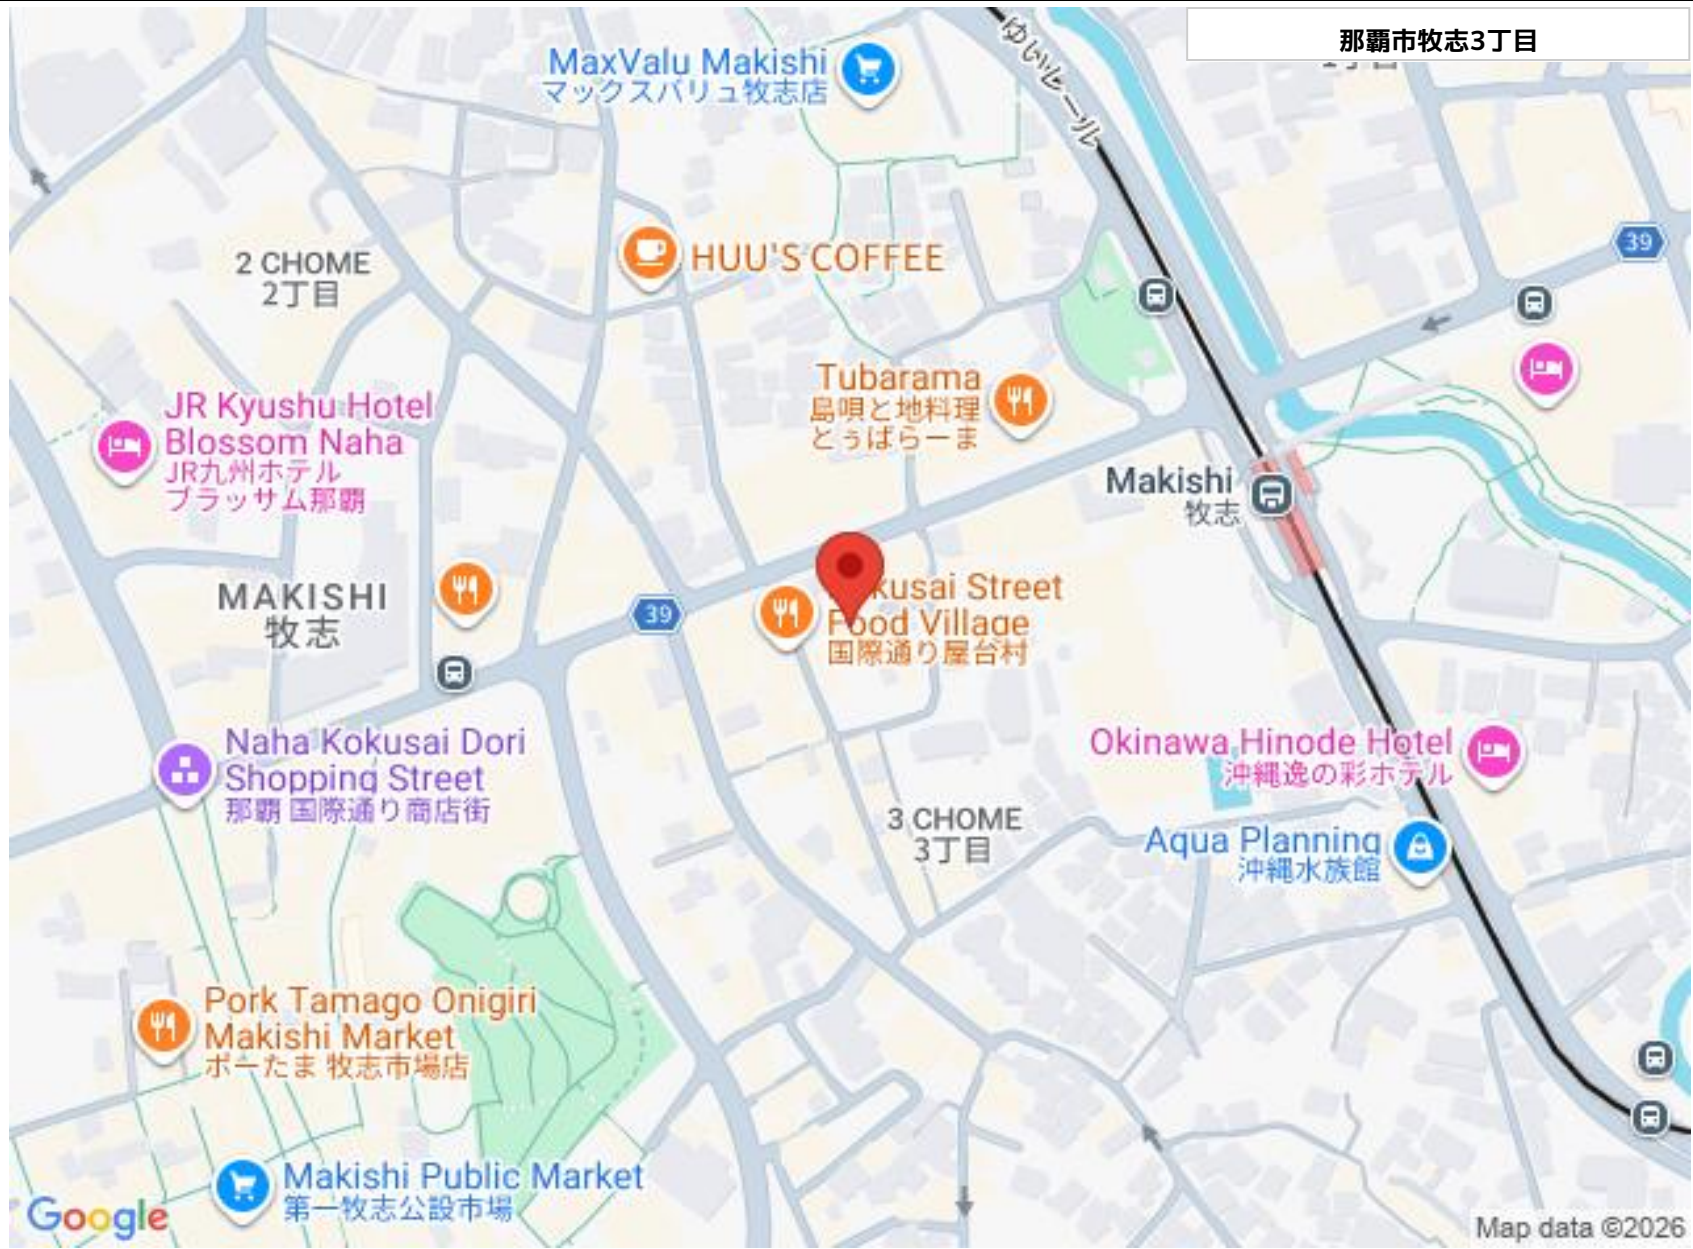 那覇市牧志3丁目
ゆいレール
MaxValu Makishi
マックスバリュ牧志店
39
HUU'S COFFEE
2 CHOME
2丁目
Tubarama
島唄と地料理
とぅばらーま
JR Kyushu Hotel
Blossom Naha
JR九州ホテル
ブラッサム那覇
Makishi
牧志
MAKISHI
牧志
39
Food Village
国際通り屋台村
Naha Kokusai Dori
Shopping Street
那覇 国際通り商店街
Okinawa Hinode Hotel
沖縄逸の彩ホテル
3 CHOME
3丁目
Aqua Planning
沖縄水族館
Pork Tamago Onigiri
Makishi Market
ポーたま 牧志市場店
Makishi Public Market
第一牧志公設市場
Google
Map data ©2026